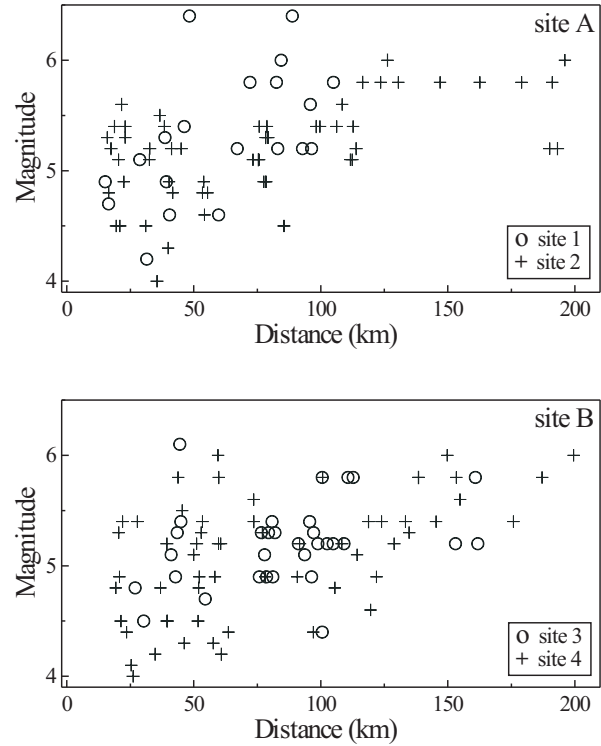 site A
6
5
4
Magnitude
o site 1
+ site 2
0 50 100 150 200
Distance (km)
site B
6
5
4
Magnitude
o site 3
+ site 4
0 50 100 150 200
Distance (km)